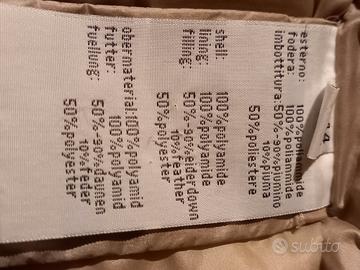 esterno: 100%poliammide
fodera: 100%poliammide
imbottitura:50%-90%piumino
10%piuma
50%poliestere
shell: 100%polyamide
lining: 100%polyamide
filling: 50%-90%eiderdown
10%feather
50%polyester
obermaterial:100%polyamid
futter: 100%polyamid
fuellung: 50%-90%daunen
10%feder
50%polyester
14
subito